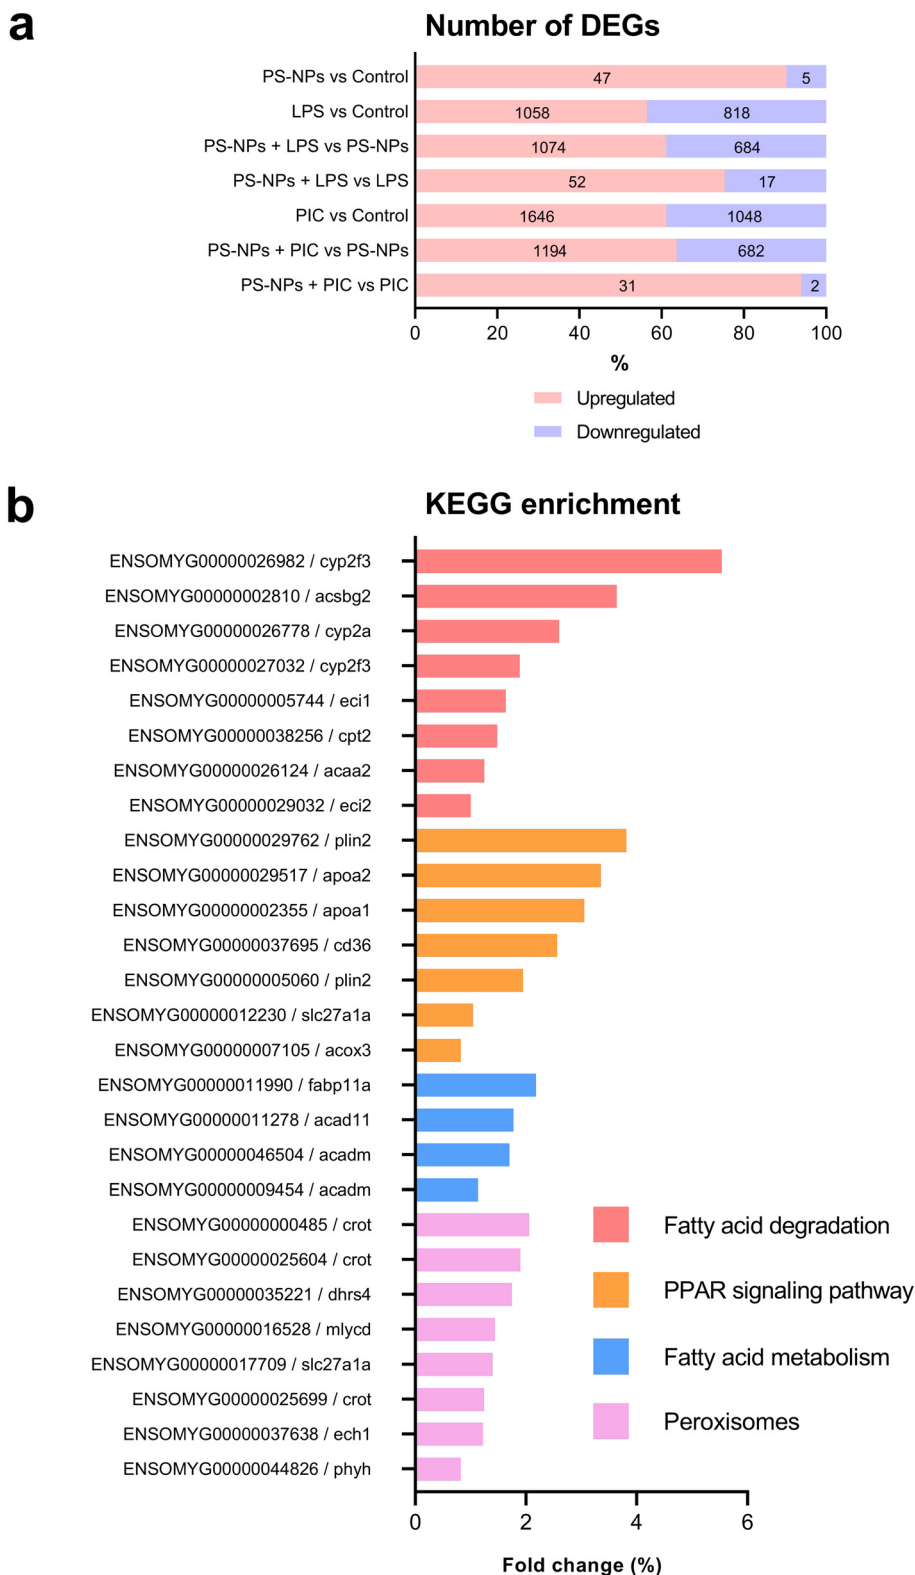 a
Number of DEGs
PS-NPs vs Control 47 5
LPS vs Control 1058 818
PS-NPs + LPS vs PS-NPs 1074 684
PS-NPs + LPS vs LPS 52 17
PIC vs Control 1646 1048
PS-NPs + PIC vs PS-NPs 1194 682
PS-NPs + PIC vs PIC 31 2
0 20 40 60 80 100
%
Upregulated
Downregulated
b
KEGG enrichment
ENSOMYG00000026982 / cyp2f3
ENSOMYG00000002810 / acsbg2
ENSOMYG00000026778 / cyp2a
ENSOMYG00000027032 / cyp2f3
ENSOMYG00000005744 / eci1
ENSOMYG00000038256 / cpt2
ENSOMYG00000026124 / acaa2
ENSOMYG00000029032 / eci2
ENSOMYG00000029762 / plin2
ENSOMYG00000029517 / apoa2
ENSOMYG00000002355 / apoa1
ENSOMYG00000037695 / cd36
ENSOMYG00000005060 / plin2
ENSOMYG00000012230 / slc27a1a
ENSOMYG00000007105 / acox3
ENSOMYG00000011990 / fabp11a
ENSOMYG00000011278 / acad11
ENSOMYG00000046504 / acadm
ENSOMYG00000009454 / acadm
ENSOMYG00000000485 / crot
ENSOMYG00000025604 / crot
ENSOMYG00000035221 / dhrs4
ENSOMYG00000016528 / mlycd
ENSOMYG00000017709 / slc27a1a
ENSOMYG00000025699 / crot
ENSOMYG00000037638 / ech1
ENSOMYG00000044826 / phyh
Fatty acid degradation
PPAR signaling pathway
Fatty acid metabolism
Peroxisomes
0 2 4 6
Fold change (%)